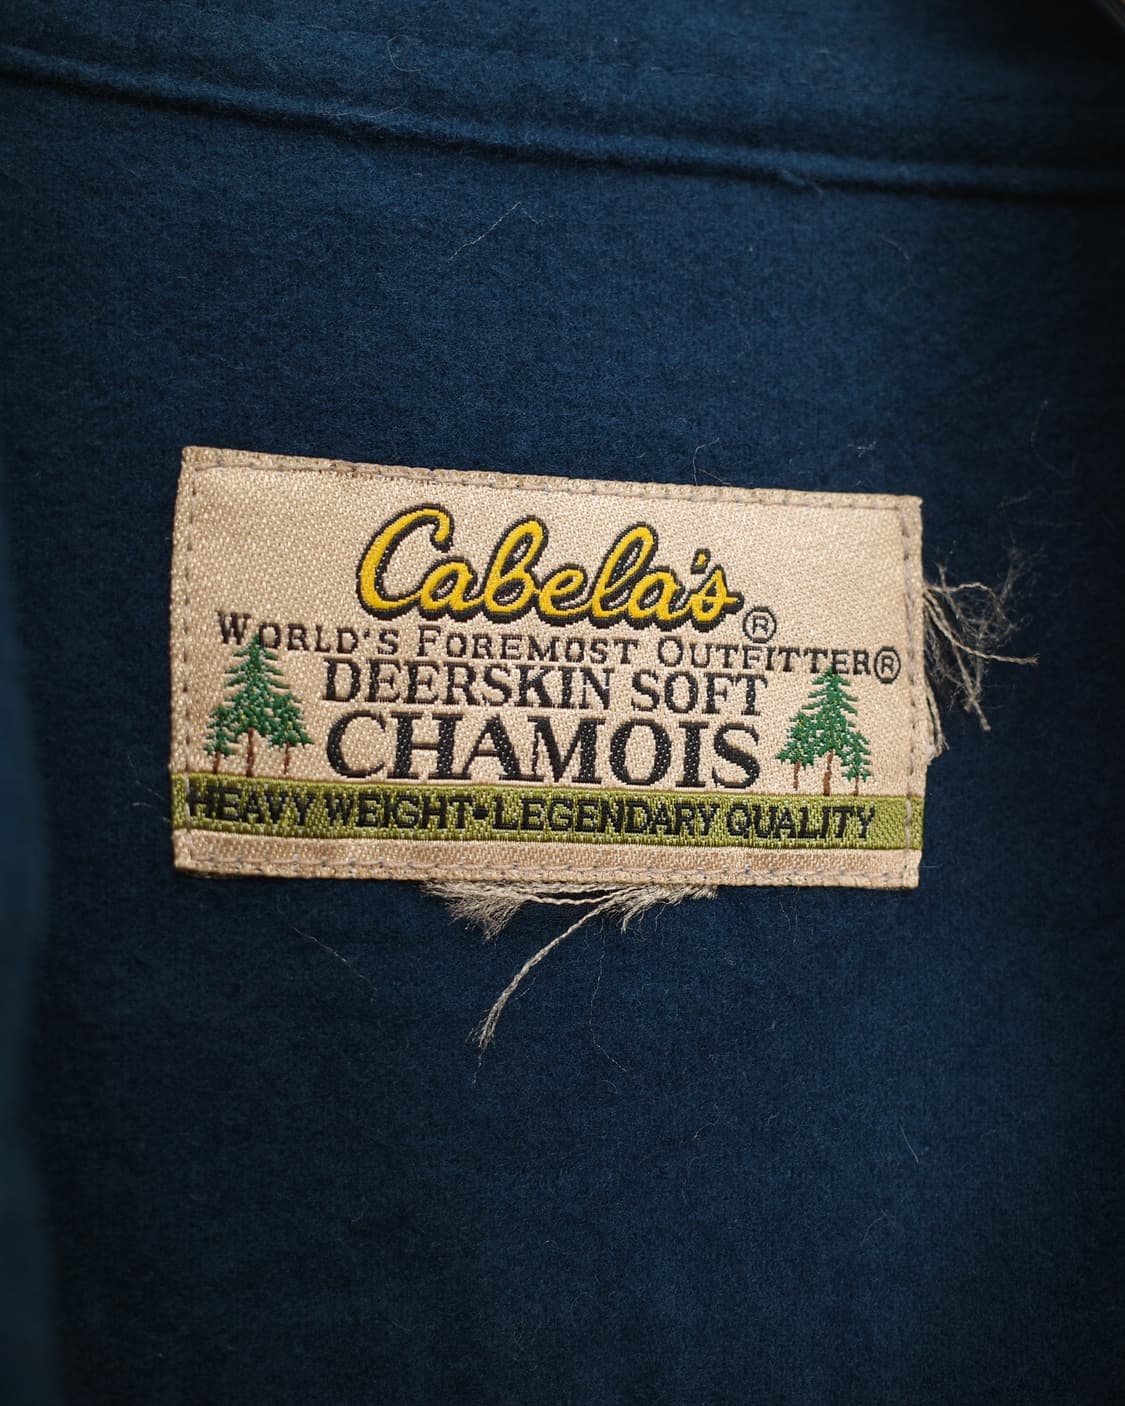 Cabela's®
WORLD'S FOREMOST OUTFITTER®
DEERSKIN SOFT
CHAMOIS
HEAVY WEIGHT-LEGENDARY QUALITY